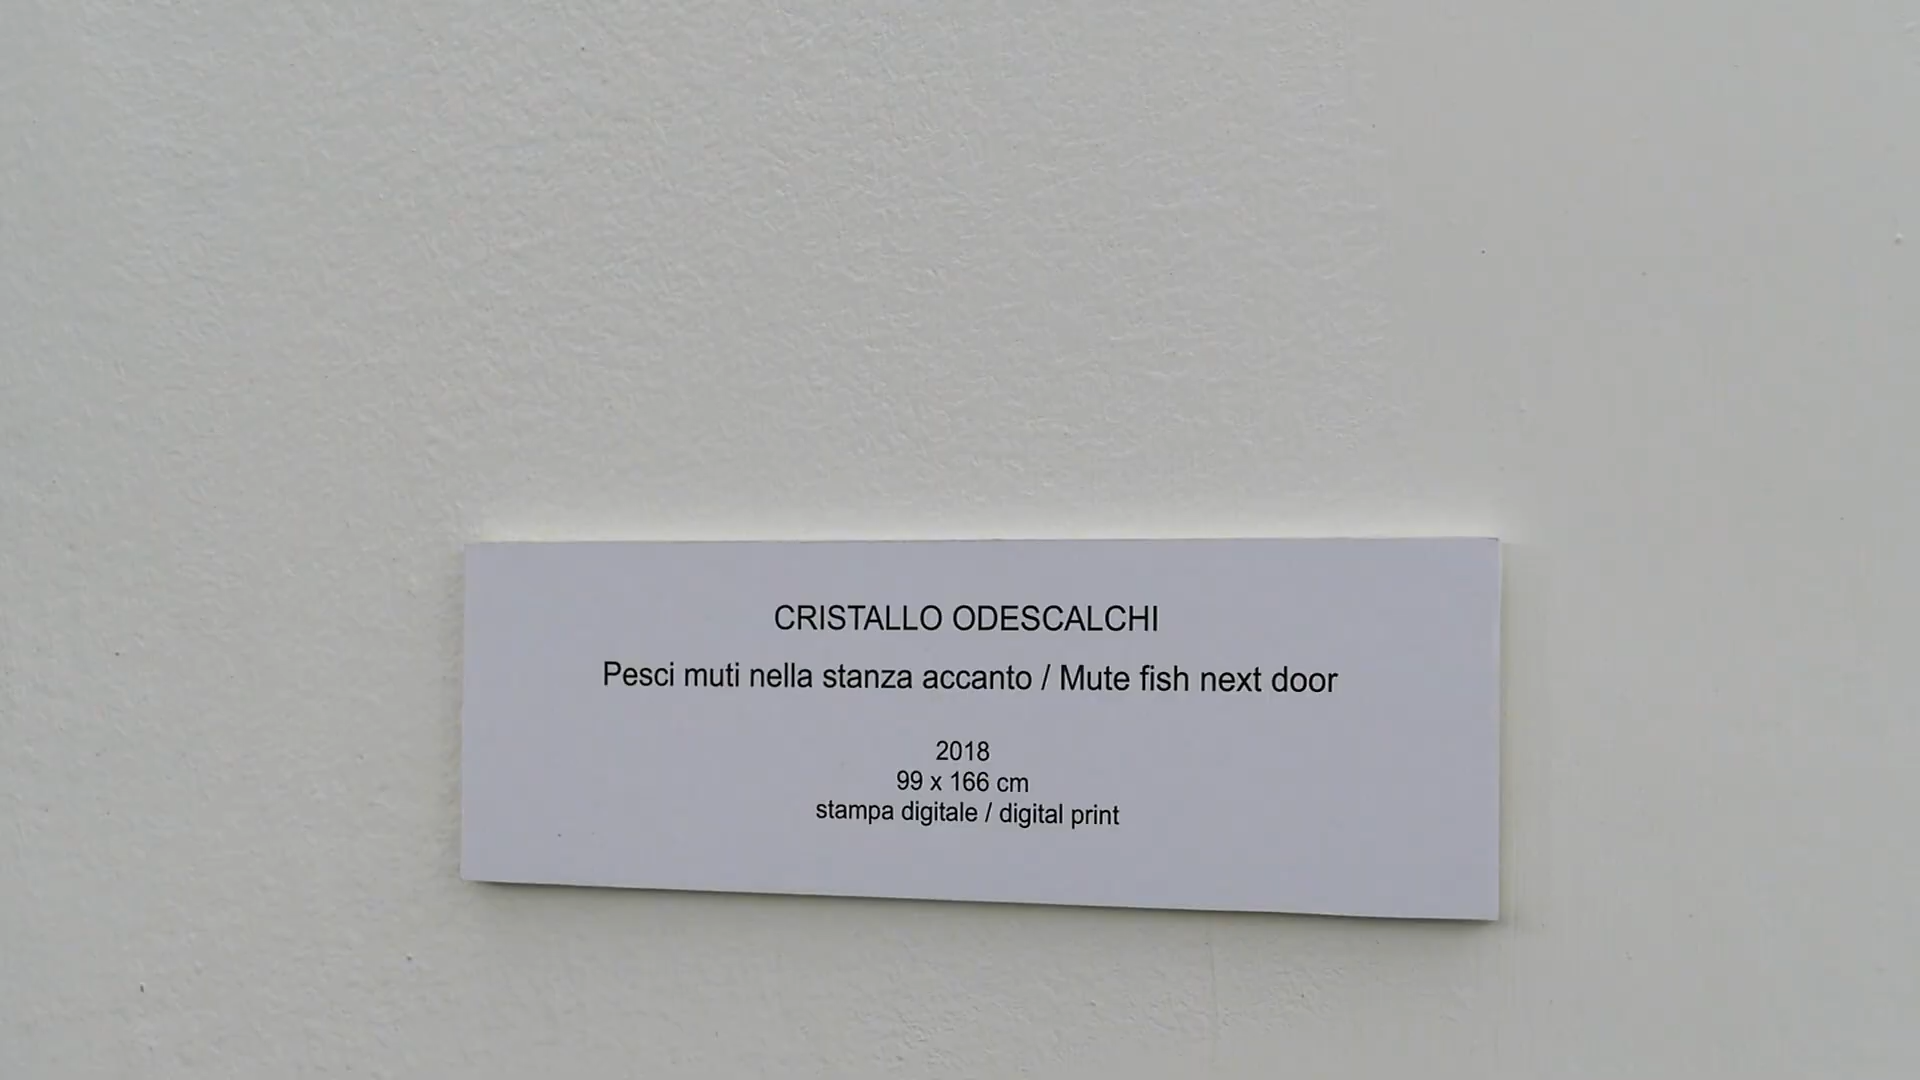 CRISTALLO ODESCALCHI
Pesci muti nella stanza accanto / Mute fish next door
2018
99 x 166 cm
stampa digitale / digital print